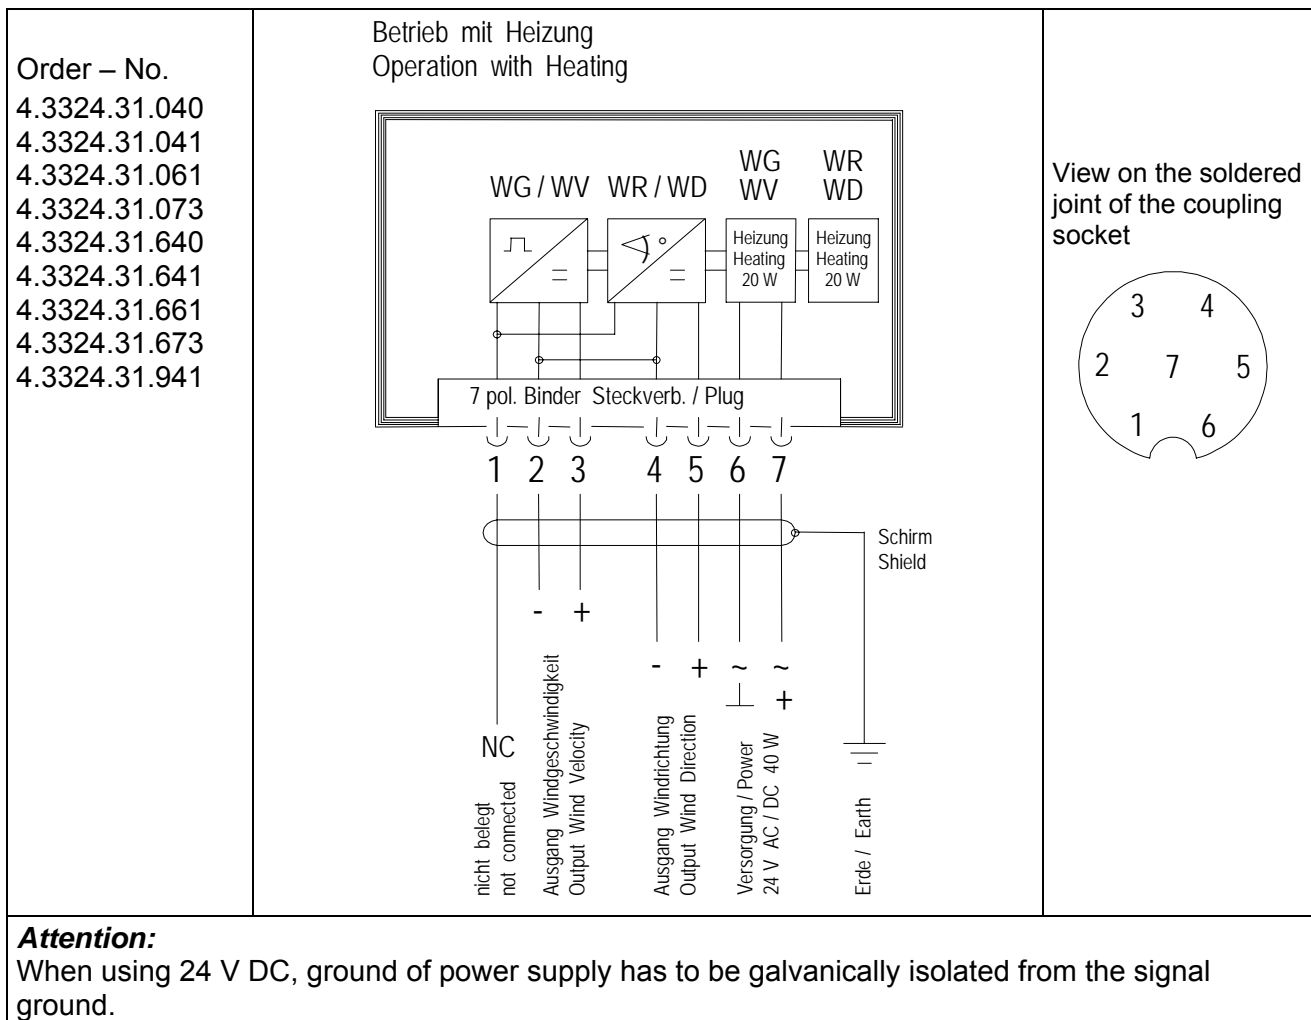 Order – No.
4.3324.31.040
4.3324.31.041
4.3324.31.061
4.3324.31.073
4.3324.31.640
4.3324.31.641
4.3324.31.661
4.3324.31.673
4.3324.31.941
Betrieb mit Heizung
Operation with Heating
WG / WV
WR / WD
WG
WV
WR
WD
°
Heizung
Heating
20 W
Heizung
Heating
20 W
7 pol. Binder Steckverb. / Plug
1 2 3 4 5 6 7
Schirm
Shield
- +
- + ~ ~
+
NC
nicht belegt
not connected
Ausgang Windgeschwindigkeit
Output Wind Velocity
Ausgang Windrichtung
Output Wind Direction
Versorgung / Power
24 V AC / DC 40 W
Erde / Earth
View on the soldered
joint of the coupling
socket
3 4
2 7 5
1 6
Attention:
When using 24 V DC, ground of power supply has to be galvanically isolated from the signal
ground.